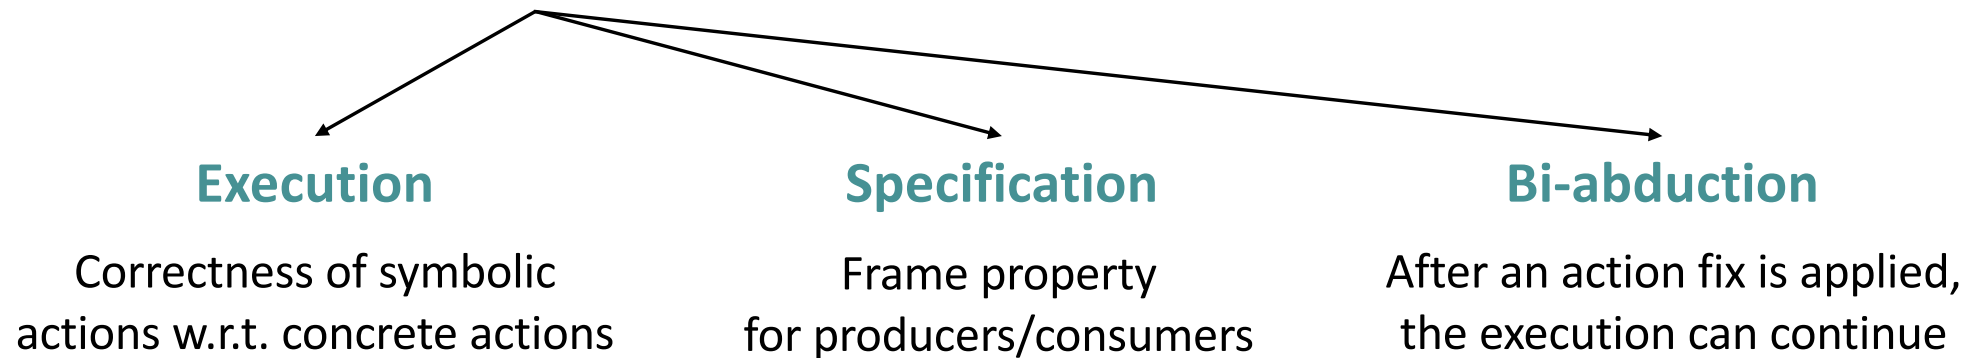 Execution
Correctness of symbolic
actions w.r.t. concrete actions
Specification
Frame property
for producers/consumers
Bi-abduction
After an action fix is applied,
the execution can continue